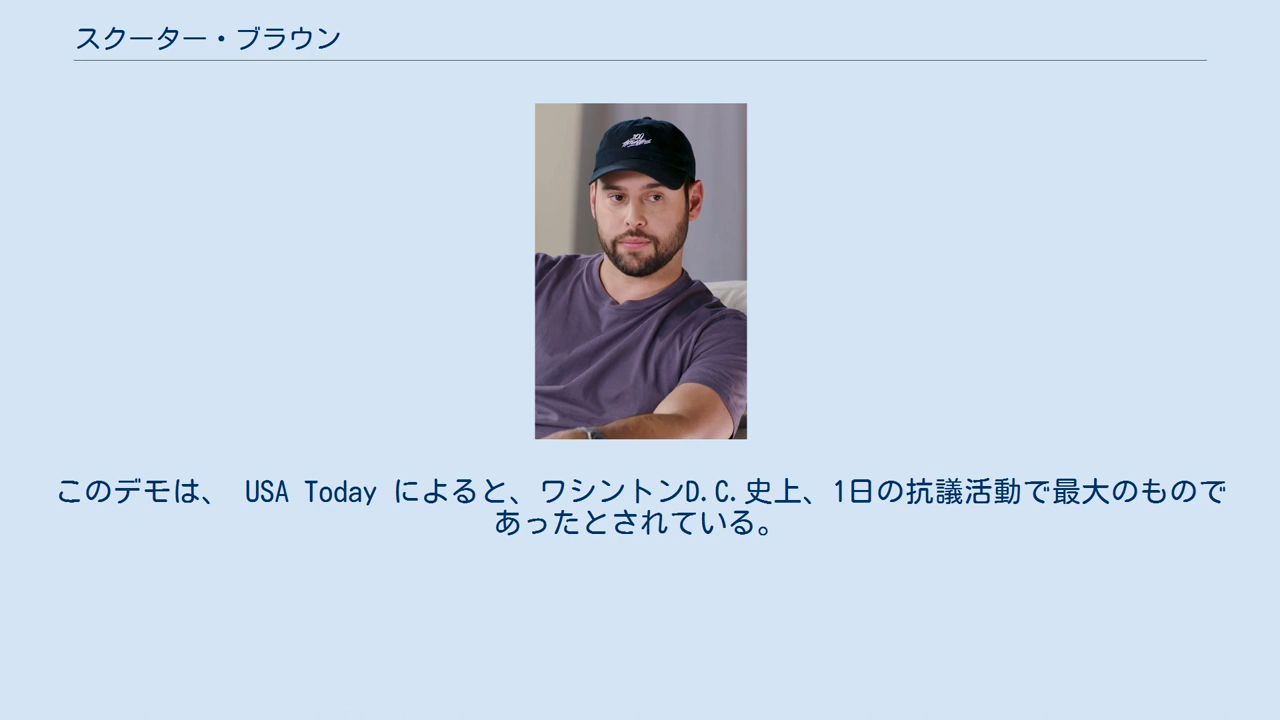 スクーター・ブラウン
このデモは、 USA Today によると、ワシントンD.C.史上、1日の抗議活動で最大のもので
あったとされている。